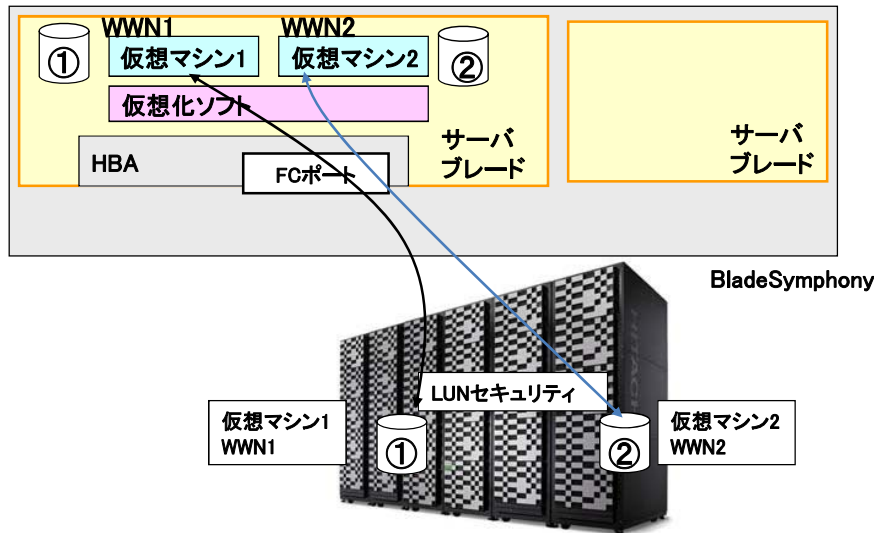 WWN1
WWN2
①
仮想マシン1
仮想マシン2
②
仮想化ソフト
HBA
FCポート
サーバ
ブレード
サーバ
ブレード
BladeSymphony
HITACHI
LUNセキュリティ
仮想マシン1
WWN1
①
②
仮想マシン2
WWN2